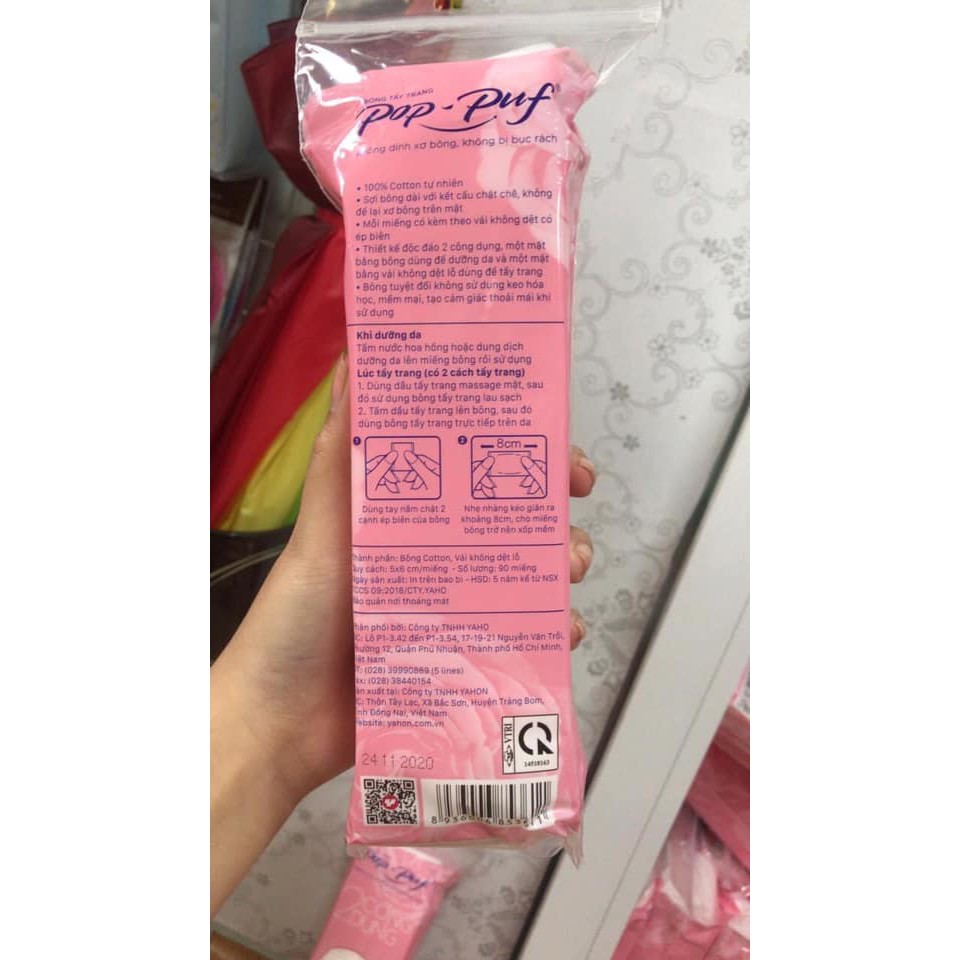 BÔNG TẨY TRANG
Pop-Puf®
Không dính xơ bông, không bị bục rách
• 100% Cotton tự nhiên
• Sợi bông dài với kết cấu chặt chẽ, không
để lại xơ bông trên mặt
• Mỗi miếng có kèm theo vải không dệt có
ép biên
• Thiết kế độc đáo 2 công dụng, một mặt
bằng bông dùng để dưỡng da và một mặt
bằng vải không dệt lỗ dùng để tẩy trang
• Bông tuyệt đối không sử dụng keo hóa
học, mềm mại, tạo cảm giác thoải mái khi
sử dụng
Khi dưỡng da
Tẩm nước hoa hồng hoặc dung dịch
dưỡng da lên miếng bông rồi sử dụng
Lúc tẩy trang (có 2 cách tẩy trang)
1. Dùng dầu tẩy trang massage mặt, sau
đó sử dụng bông tẩy trang lau sạch
2. Tẩm dầu tẩy trang lên bông, sau đó
dùng bông tẩy trang trực tiếp trên da
1
2
8cm
Dùng tay nắm chặt 2
cạnh ép biên của bông
Nhẹ nhàng kéo giãn ra
khoảng 8cm, cho miếng
bông trở nên xốp mềm
Thành phần: Bông Cotton, Vải không dệt lỗ
Quy cách: 5x6 cm/miếng - Số lượng: 90 miếng
Ngày sản xuất: In trên bao bì - HSD: 5 năm kể từ NSX
TCCS 09:2018/CTY.YAHO
Bảo quản nơi thoáng mát
Phân phối bởi: Công ty TNHH YAHO
ĐC: Lô P1-3.42 đến P1-3.54, 17-19-21 Nguyễn Văn Trỗi,
Phường 12, Quận Phú Nhuận, Thành phố Hồ Chí Minh,
Việt Nam
ĐT: (028) 39990869 (5 lines)
Fax: (028) 38440154
Sản xuất tại: Công ty TNHH YAHON
ĐC: Thôn Tây Lạc, Xã Bắc Sơn, Huyện Trảng Bom,
Tỉnh Đồng Nai, Việt Nam
Website: yahon.com.vn
VTRI
14518163
24 11 2020
Pop-Puf
2 CÔNG
DỤNG